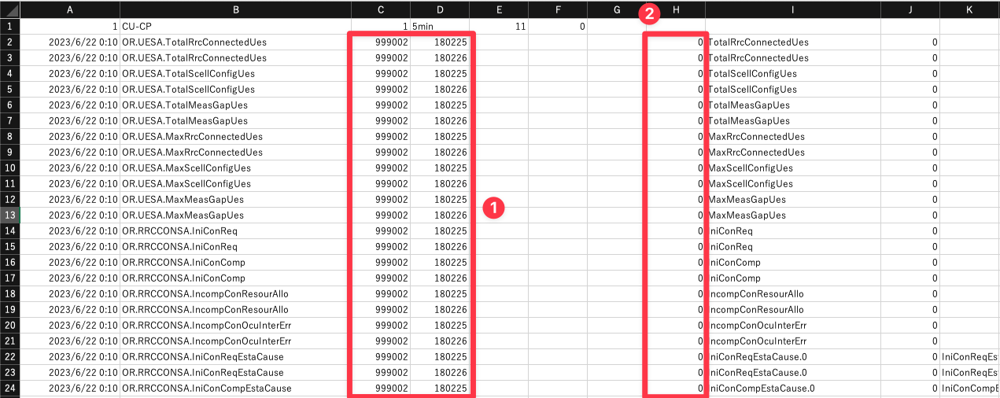 A B C D E F G H I J K
1 1 CU-CP 1 5min 11 0
2 2023/6/22 0:10 OR.UESA.TotalRrcConnectedUes 999002 180225 0 TotalRrcConnectedUes 0
3 2023/6/22 0:10 OR.UESA.TotalRrcConnectedUes 999002 180226 0 TotalRrcConnectedUes 0
4 2023/6/22 0:10 OR.UESA.TotalScellConfigUes 999002 180225 0 TotalScellConfigUes 0
5 2023/6/22 0:10 OR.UESA.TotalScellConfigUes 999002 180226 0 TotalScellConfigUes 0
6 2023/6/22 0:10 OR.UESA.TotalMeasGapUes 999002 180225 0 TotalMeasGapUes 0
7 2023/6/22 0:10 OR.UESA.TotalMeasGapUes 999002 180226 0 TotalMeasGapUes 0
8 2023/6/22 0:10 OR.UESA.MaxRrcConnectedUes 999002 180225 0 MaxRrcConnectedUes 0
9 2023/6/22 0:10 OR.UESA.MaxRrcConnectedUes 999002 180226 0 MaxRrcConnectedUes 0
10 2023/6/22 0:10 OR.UESA.MaxScellConfigUes 999002 180225 0 MaxScellConfigUes 0
11 2023/6/22 0:10 OR.UESA.MaxScellConfigUes 999002 180226 0 MaxScellConfigUes 0
12 2023/6/22 0:10 OR.UESA.MaxMeasGapUes 999002 180225 0 MaxMeasGapUes 0
13 2023/6/22 0:10 OR.UESA.MaxMeasGapUes 999002 180226 0 MaxMeasGapUes 0
14 2023/6/22 0:10 OR.RRCCONSA.IniConReq 999002 180225 0 IniConReq 0
15 2023/6/22 0:10 OR.RRCCONSA.IniConReq 999002 180226 0 IniConReq 0
16 2023/6/22 0:10 OR.RRCCONSA.IniConComp 999002 180225 0 IniConComp 0
17 2023/6/22 0:10 OR.RRCCONSA.IniConComp 999002 180226 0 IniConComp 0
18 2023/6/22 0:10 OR.RRCCONSA.IncompConResourAllo 999002 180225 0 IncompConResourAllo 0
19 2023/6/22 0:10 OR.RRCCONSA.IncompConResourAllo 999002 180226 0 IncompConResourAllo 0
20 2023/6/22 0:10 OR.RRCCONSA.IncompConOcuInterErr 999002 180225 0 IncompConOcuInterErr 0
21 2023/6/22 0:10 OR.RRCCONSA.IncompConOcuInterErr 999002 180226 0 IncompConOcuInterErr 0
22 2023/6/22 0:10 OR.RRCCONSA.IniConReqEstaCause 999002 180225 0 IniConReqEstaCause.0 0 IniConReqEs
23 2023/6/22 0:10 OR.RRCCONSA.IniConReqEstaCause 999002 180226 0 IniConReqEstaCause.0 0 IniConReqEs
24 2023/6/22 0:10 OR.RRCCONSA.IniConCompEstaCause 999002 180225 0 IniConCompEstaCause.0 0 IniConCompE
1
2